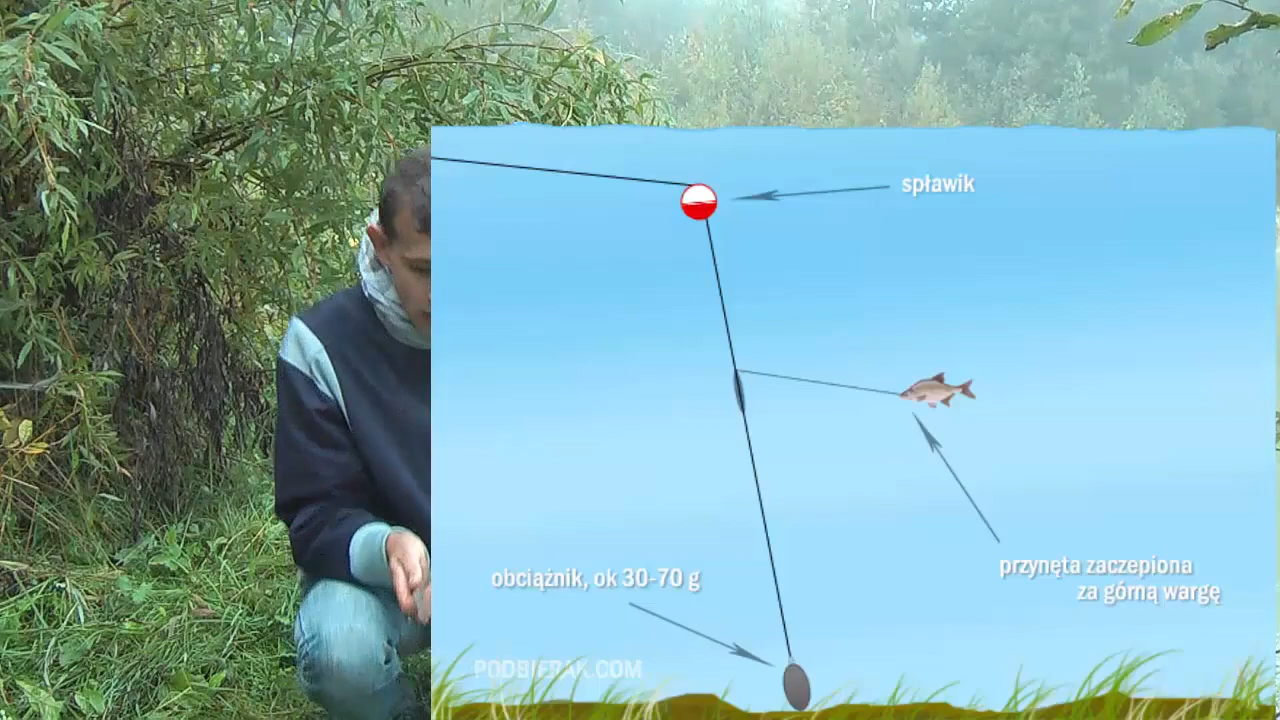 spławik
przynęta zaczepiona
za górną wargę
obciążnik, ok 30-70 g
PODBIERAK.COM